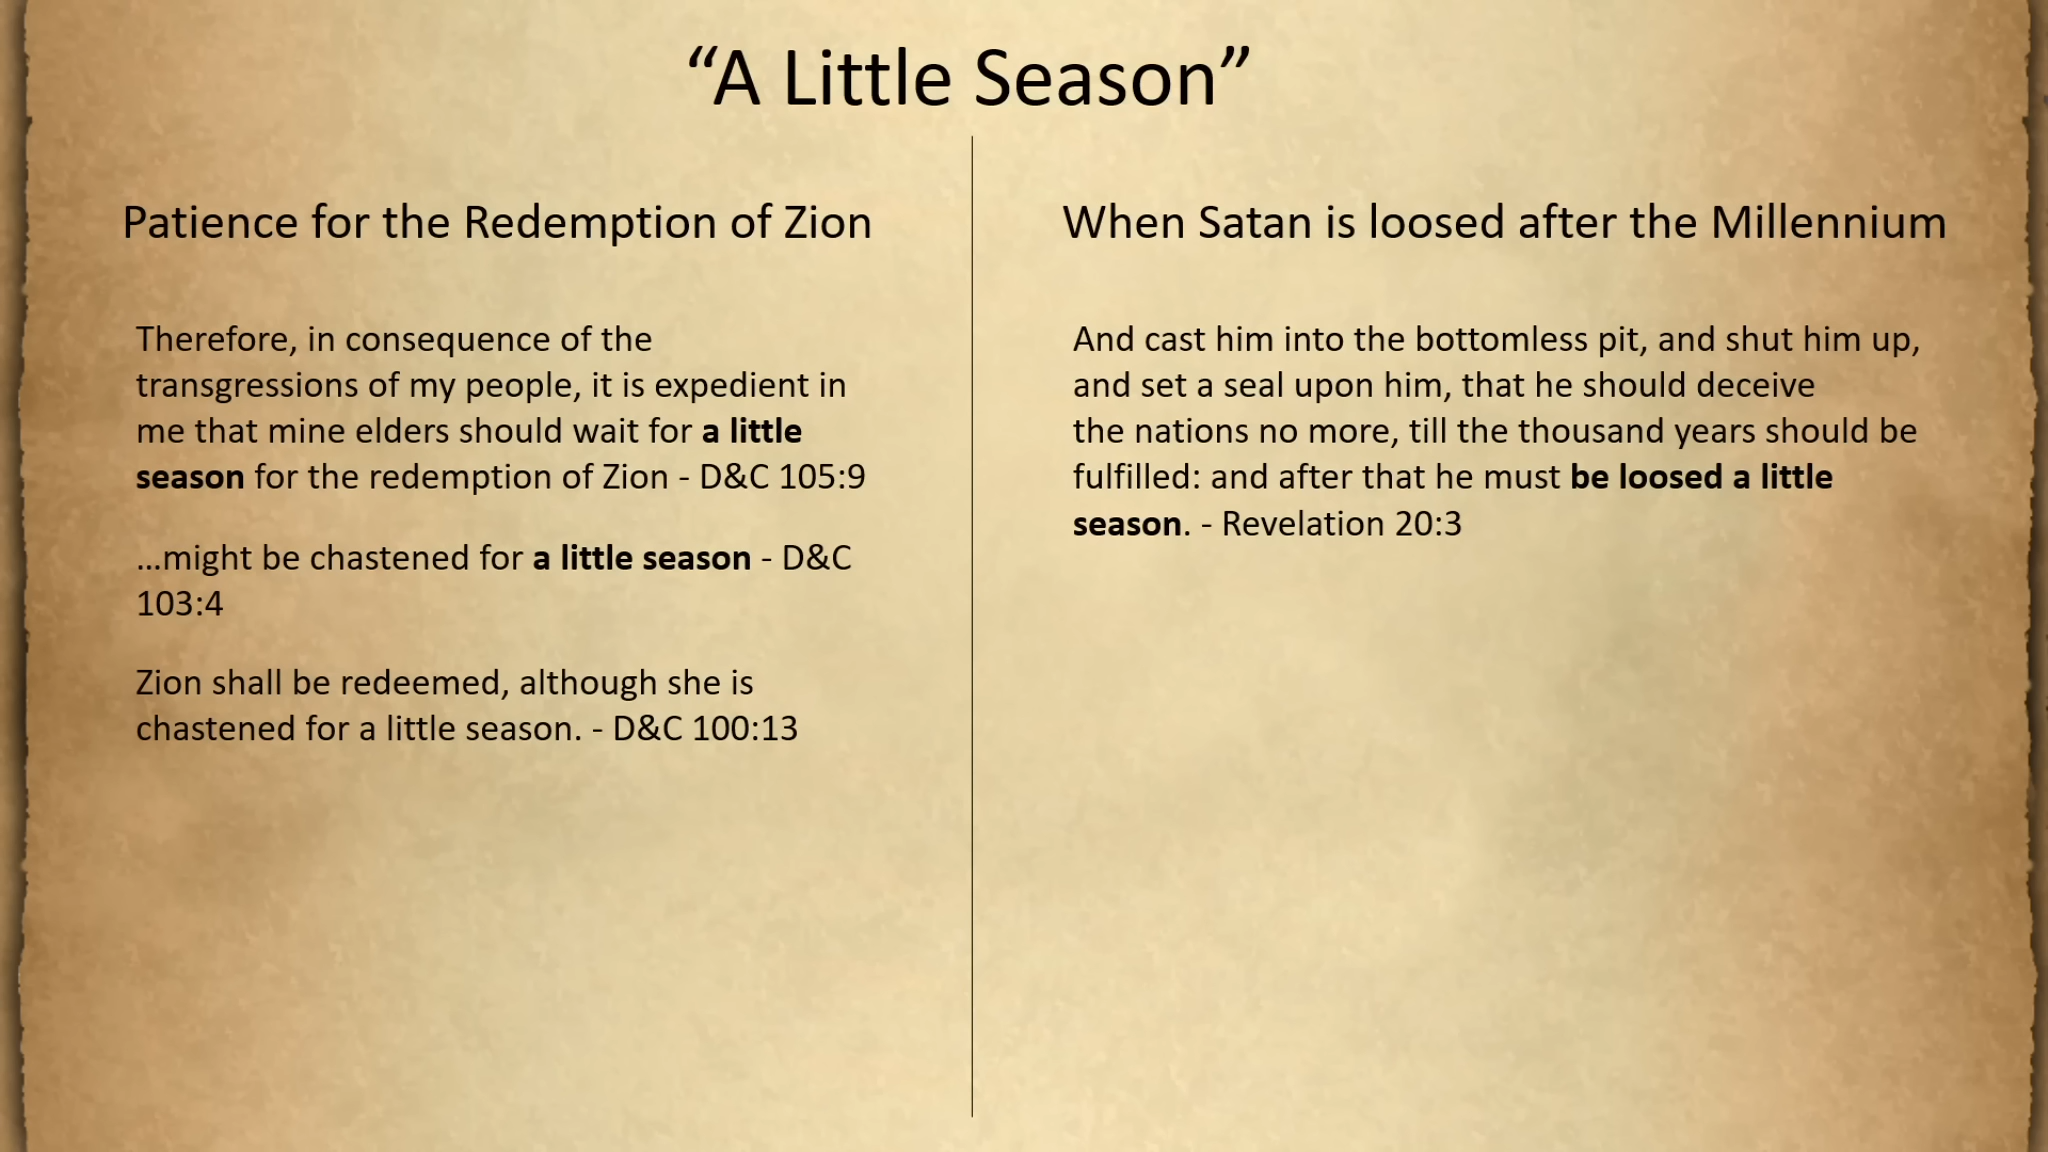 “A Little Season”
Patience for the Redemption of Zion
Therefore, in consequence of the
transgressions of my people, it is expedient in
me that mine elders should wait for a little
season for the redemption of Zion - D&C 105:9
…might be chastened for a little season - D&C
103:4
Zion shall be redeemed, although she is
chastened for a little season. - D&C 100:13
When Satan is loosed after the Millennium
And cast him into the bottomless pit, and shut him up,
and set a seal upon him, that he should deceive
the nations no more, till the thousand years should be
fulfilled: and after that he must be loosed a little
season. - Revelation 20:3